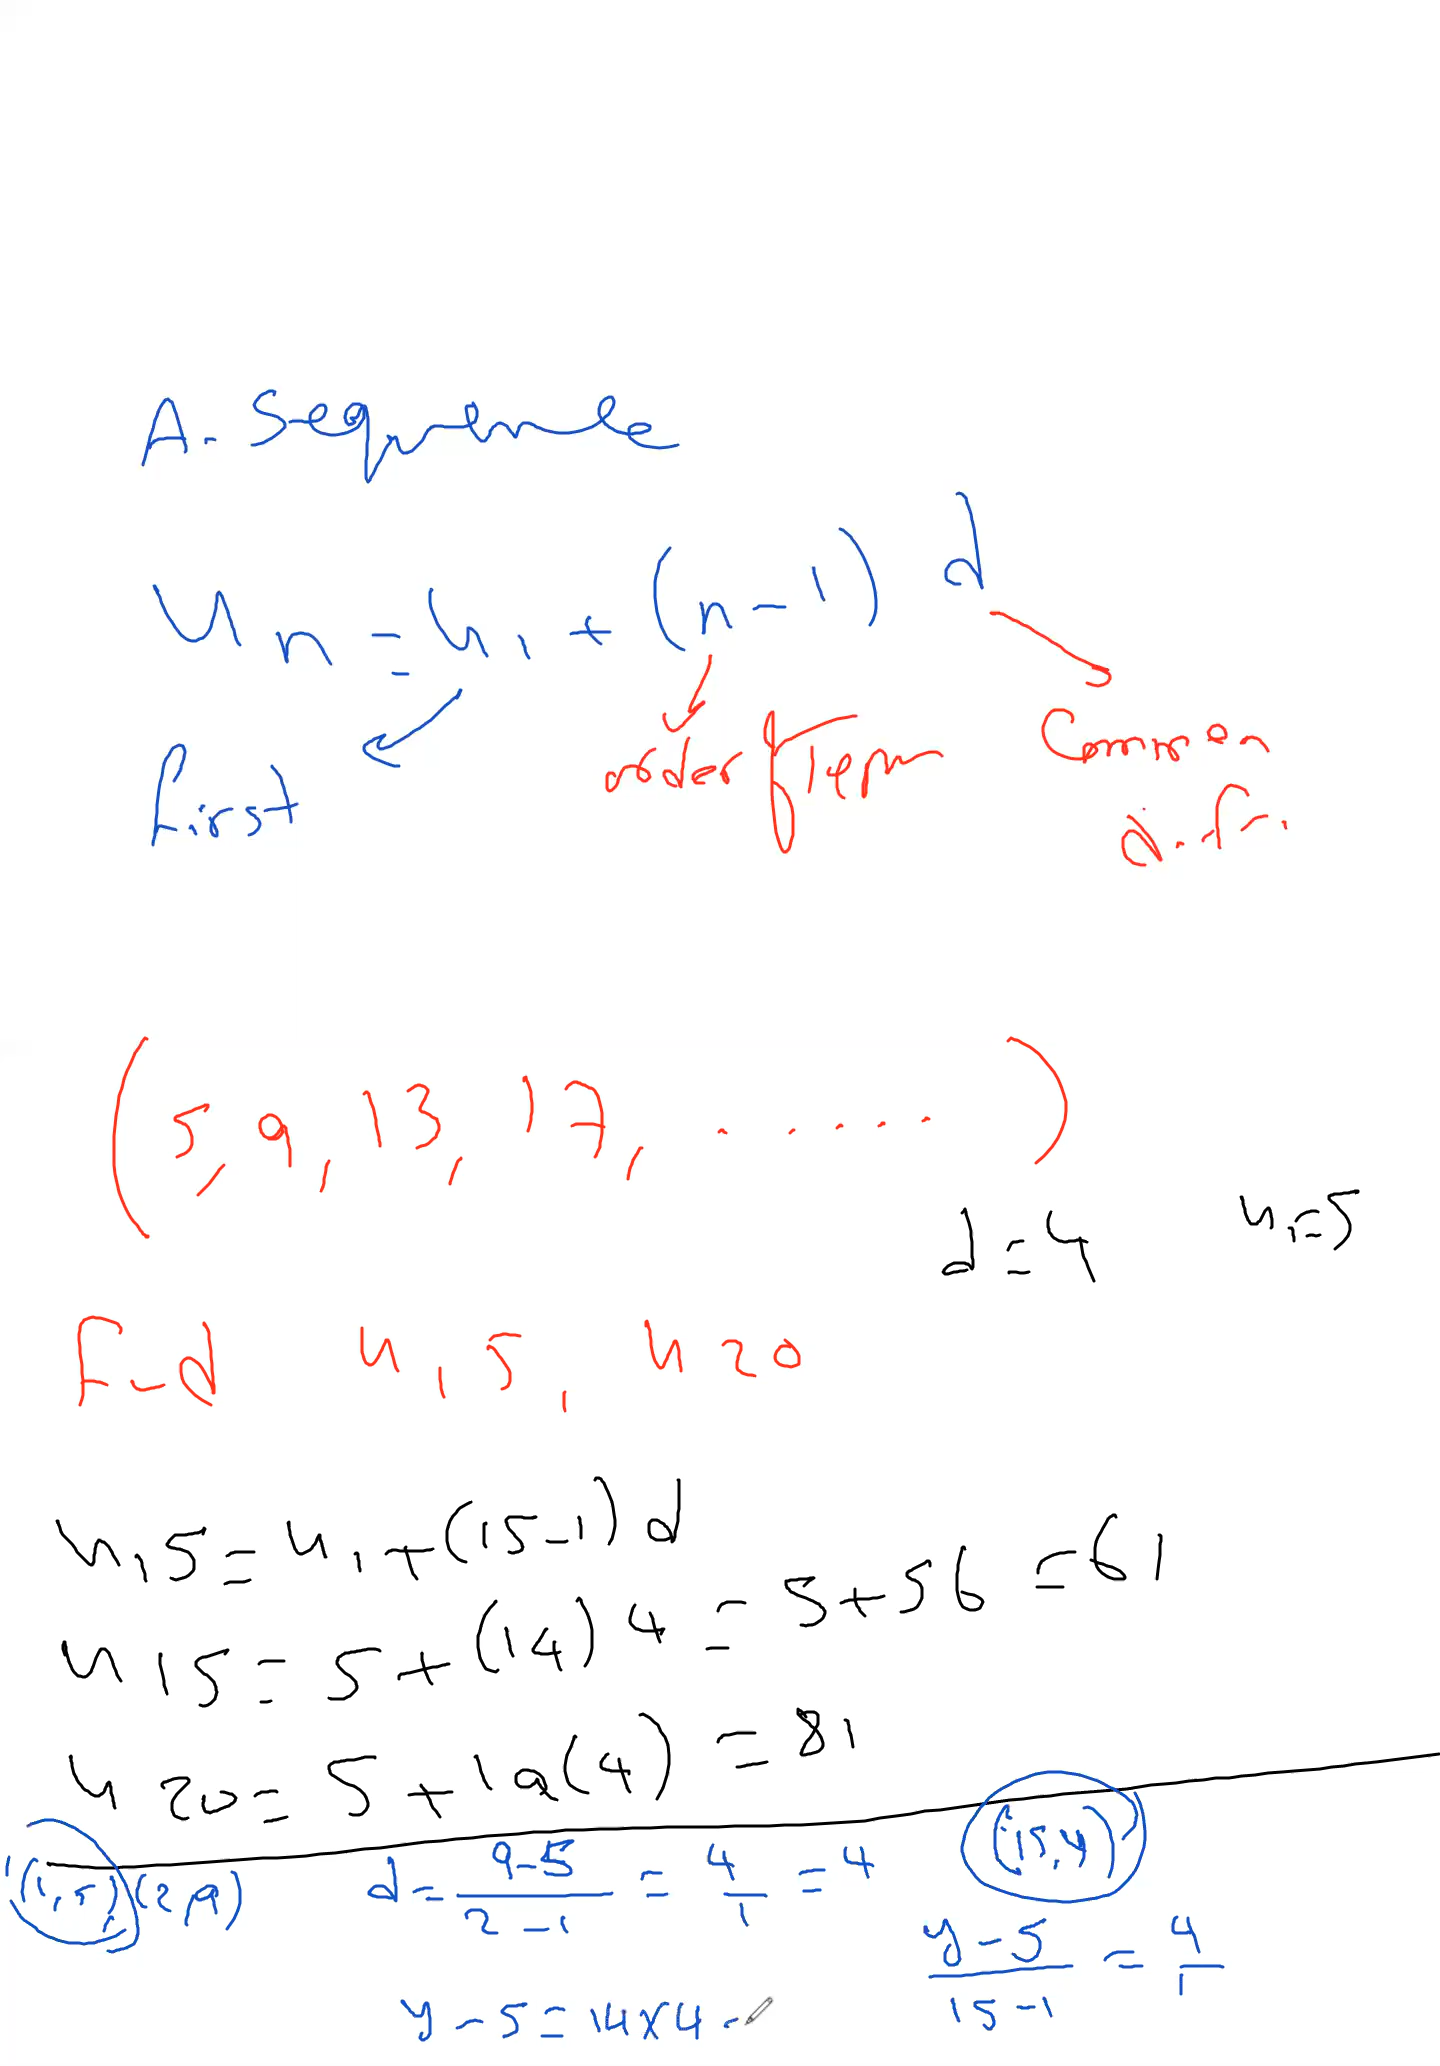 A. Sequence
Un = U1 + (n-1) d
first
order of Term
Common
dif.
(5, 9, 13, 17, .......)
d=4 U1=5
Find U15, U20
U15 = U1+(15-1) d
U15 = 5+(14) 4 = 5+56 = 61
U20 = 5+19(4) = 81
(1,5) (2,9) d = 9-5/2-1 = 4/1 = 4 (15,y)
y-5/15-1 = 4/1
y-5=14x4